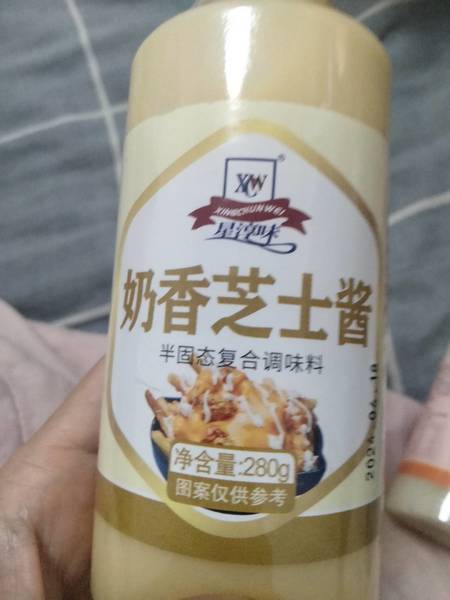 XCW
XINGCHUNWEI
星淳味
奶香芝士酱
半固态复合调味料
净含量:280g
图案仅供参考
2024.04.18